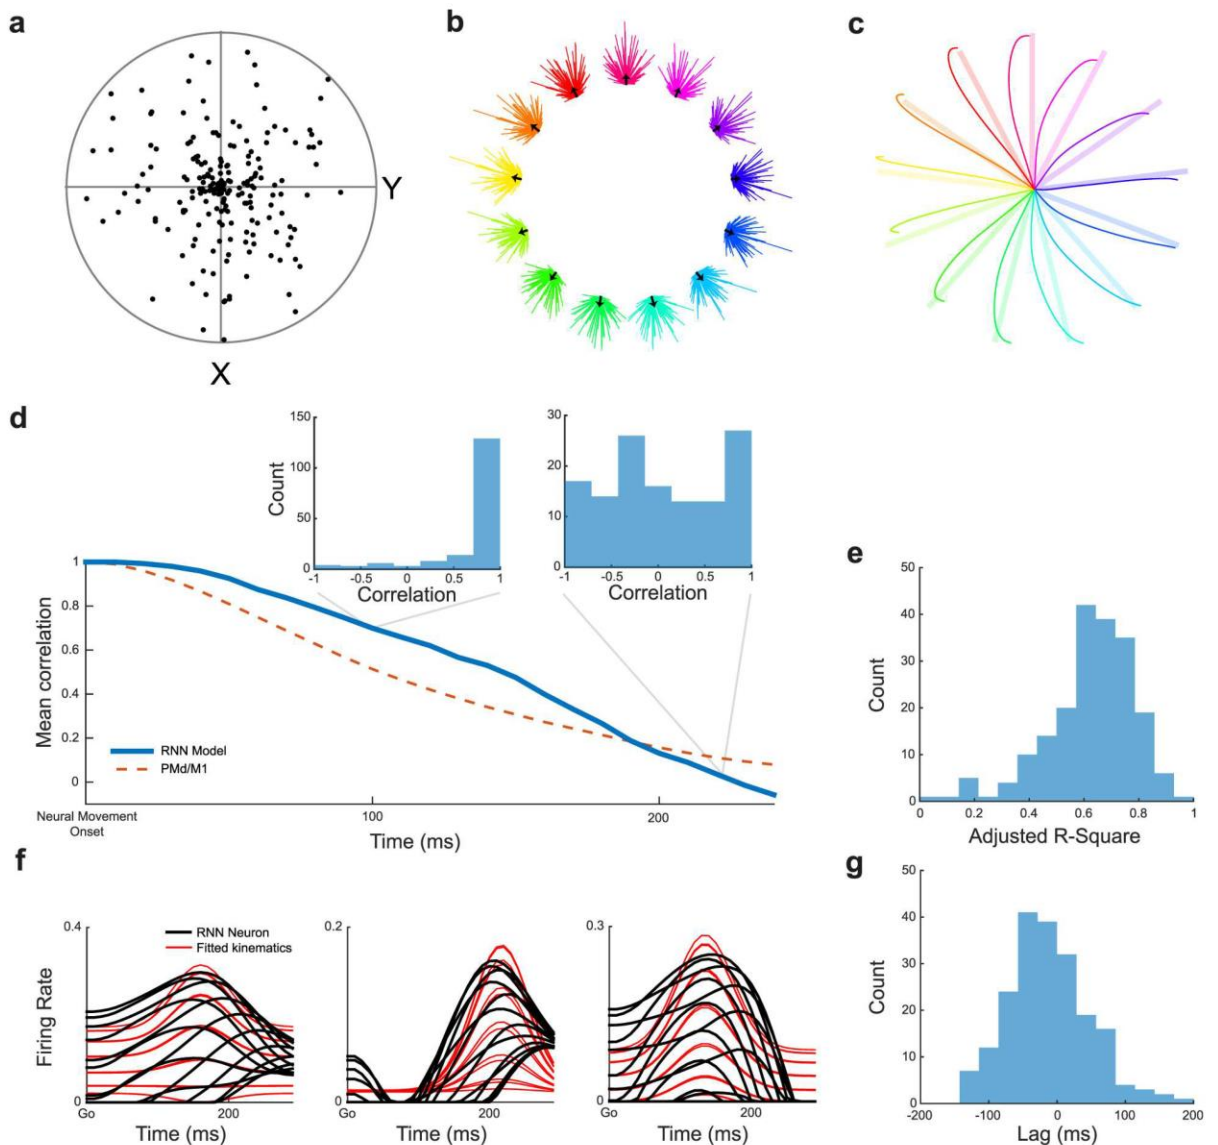 a
b
c
Y
X
d
150
100
50
0
Count
-1 -0.5 0 0.5 1
Correlation
30
20
10
0
-1 -0.5 0 0.5 1
Correlation
1
0.8
0.6
0.4
0.2
0
Mean correlation
RNN Model
PMd/M1
Neural Movement
Onset
100
200
Time (ms)
e
50
40
30
20
10
0
Count
0 0.2 0.4 0.6 0.8 1
Adjusted R-Square
f
0.4
0
Firing Rate
RNN Neuron
Fitted kinematics
Go 200
Time (ms)
0.2
0
Go 200
Time (ms)
0.3
0
Go 200
Time (ms)
g
50
40
30
20
10
0
Count
-200 -100 0 100 200
Lag (ms)